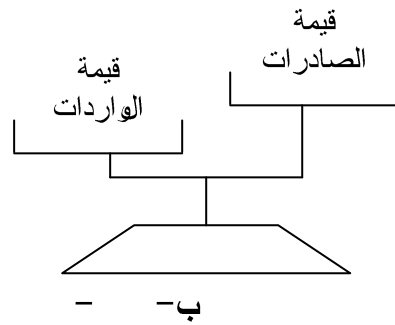 قيمة
الصادرات
قيمة
الواردات
ب- -